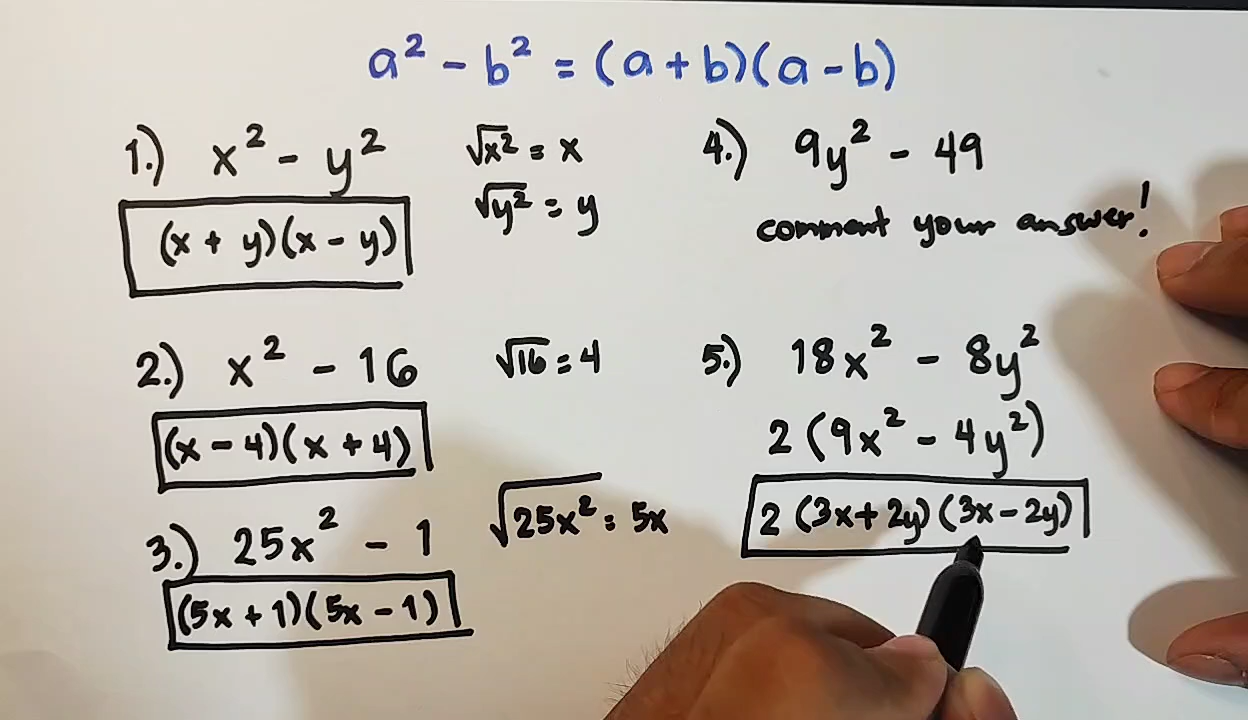 a² - b² = (a + b)(a - b)
1.) x² - y²
√x² = x
√y² = y
(x + y)(x - y)
2.) x² - 16
√16 = 4
(x - 4)(x + 4)
3.) 25x² - 1
√25x² = 5x
(5x + 1)(5x - 1)
4.) 9y² - 49
comment your answer!
5.) 18x² - 8y²
2 (9x² - 4y²)
2 (3x + 2y)(3x - 2y)